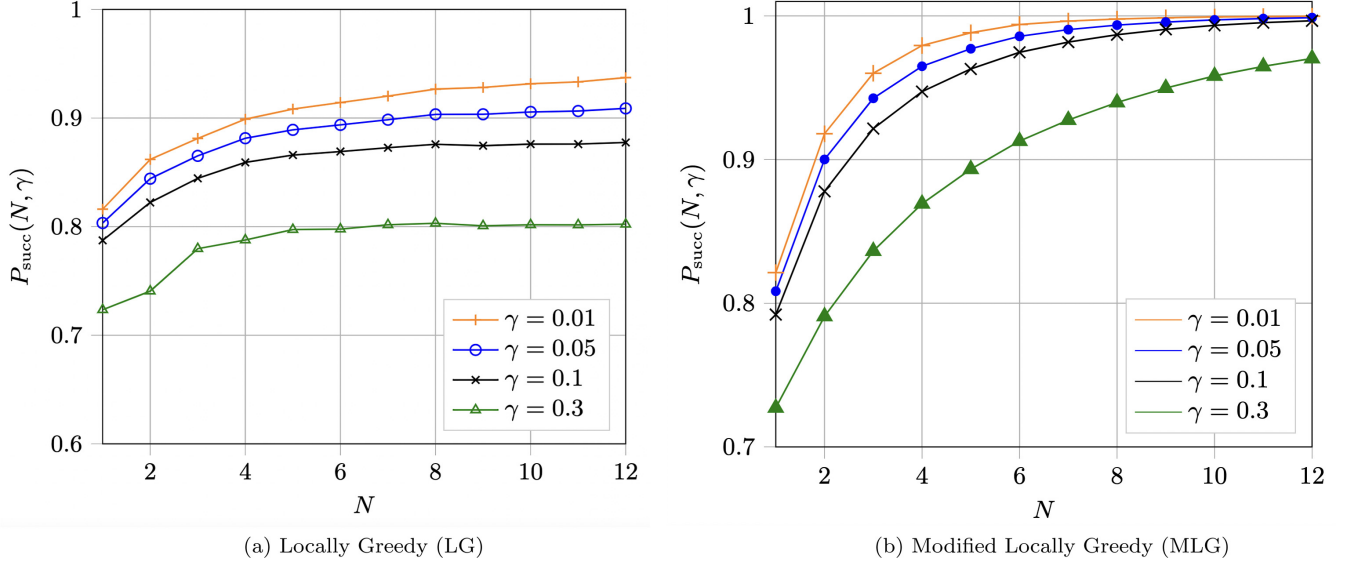 1
0.9
0.8
0.7
0.6
P_succ(N, γ)
2
4
6
8
10
12
N
γ = 0.01
γ = 0.05
γ = 0.1
γ = 0.3
(a) Locally Greedy (LG)
1
0.9
0.8
0.7
P_succ(N, γ)
2
4
6
8
10
12
N
γ = 0.01
γ = 0.05
γ = 0.1
γ = 0.3
(b) Modified Locally Greedy (MLG)